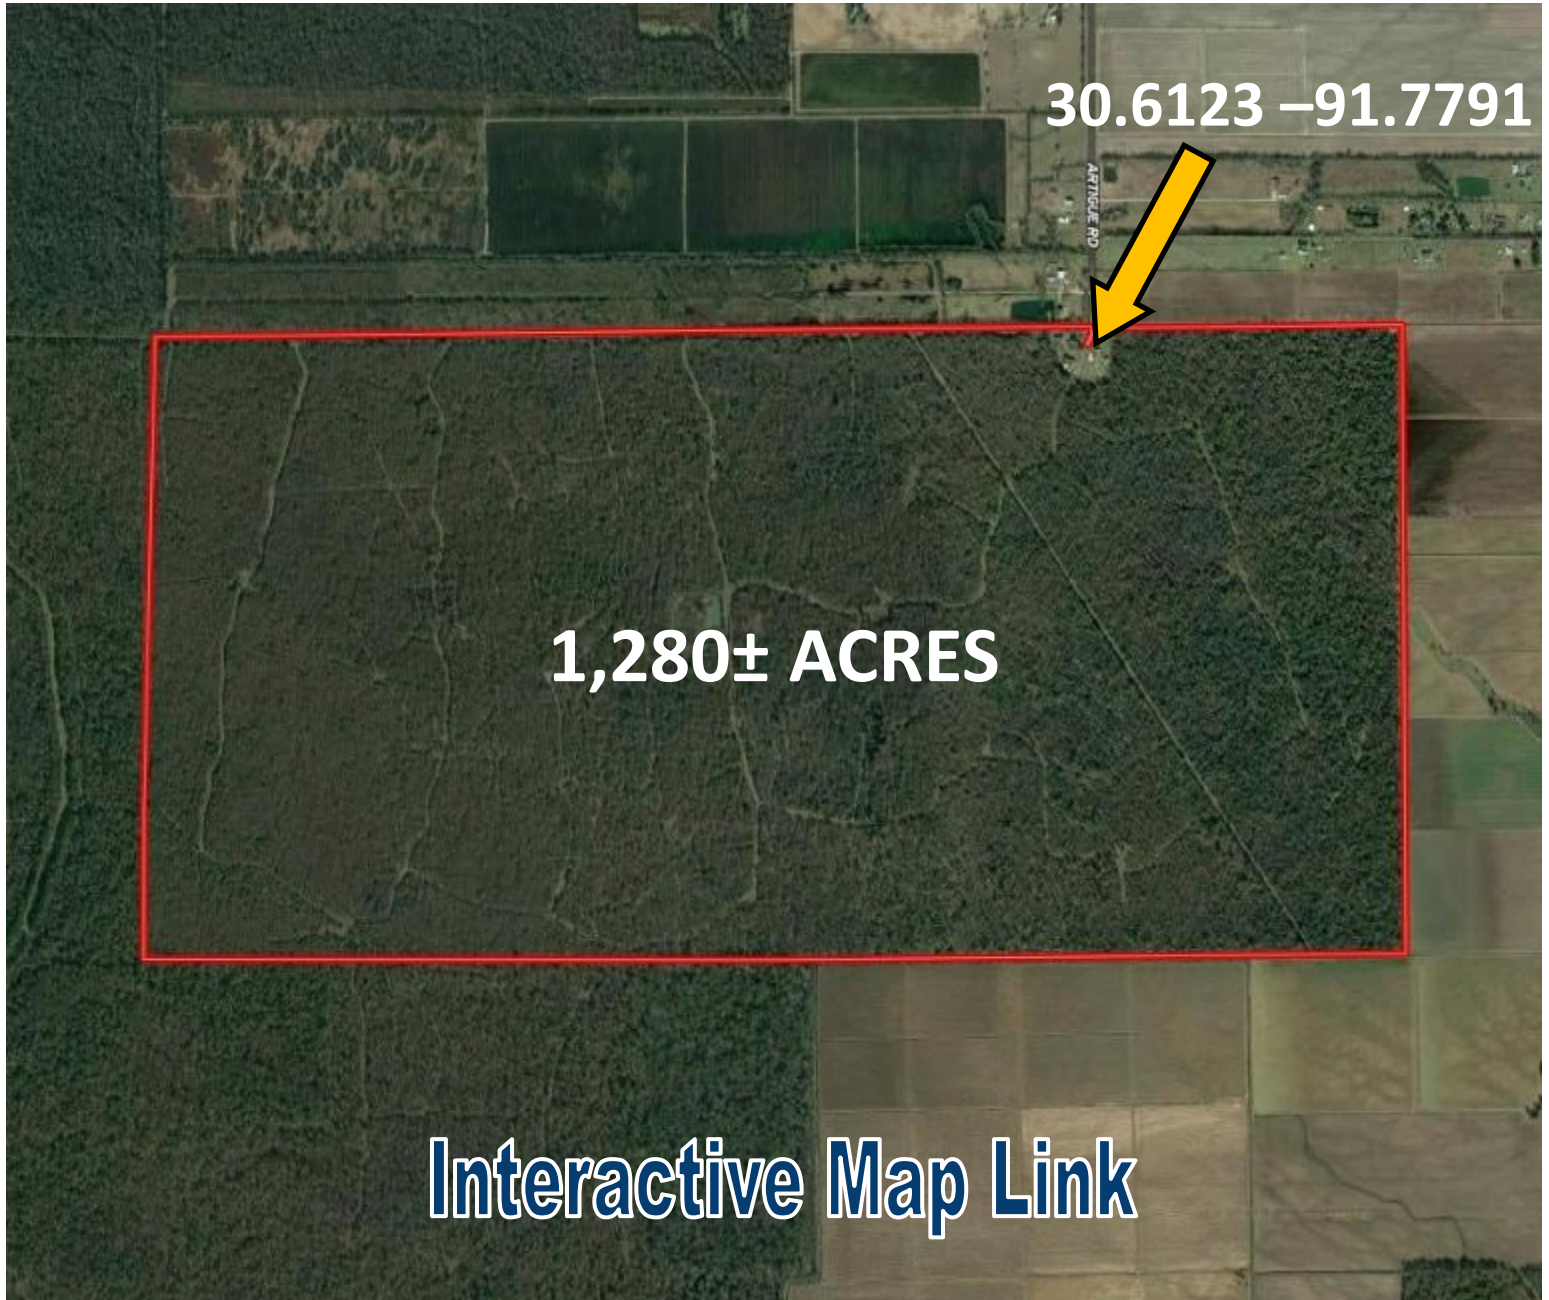 30.6123 –91.7791
ARTIGUE RD
1,280± ACRES
Interactive Map Link